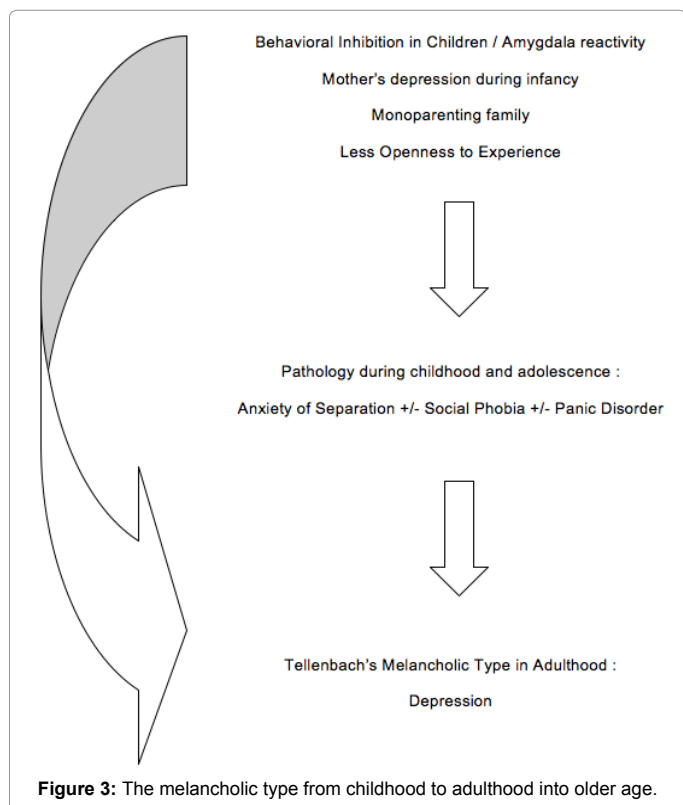 Behavioral Inhibition in Children / Amygdala reactivity
Mother's depression during infancy
Monoparenting family
Less Openness to Experience
Pathology during childhood and adolescence :
Anxiety of Separation +/- Social Phobia +/- Panic Disorder
Tellenbach's Melancholic Type in Adulthood :
Depression
Figure 3: The melancholic type from childhood to adulthood into older age.